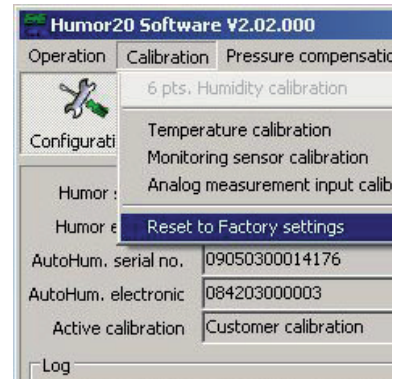 Humor20 Software V2.02.000
Operation Calibration Pressure compensatio
6 pts. Humidity calibration
Configurati
Temperature calibration
Monitoring sensor calibration
Analog measurement input calib
Humor
Reset to Factory settings
Humor e
AutoHum. serial no. 09050300014176
AutoHum. electronic 084203000003
Active calibration Customer calibration
Log